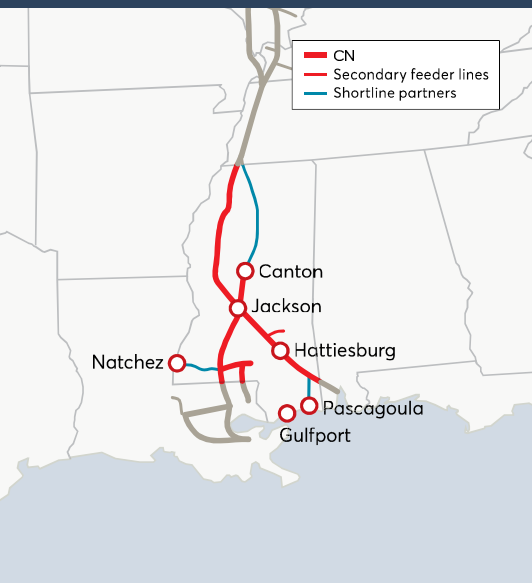 CN
Secondary feeder lines
Shortline partners
Canton
Jackson
Hattiesburg
Natchez
Pascagoula
Gulfport